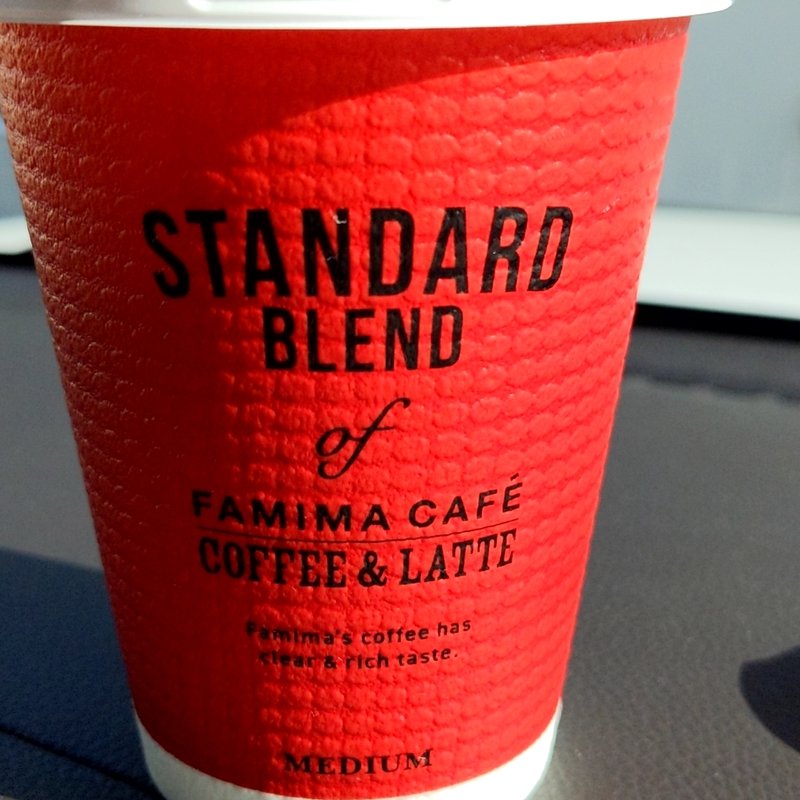 STANDARD
BLEND
of
FAMIMA CAFÉ
COFFEE & LATTE
Famima's coffee has
clear & rich taste.
MEDIUM